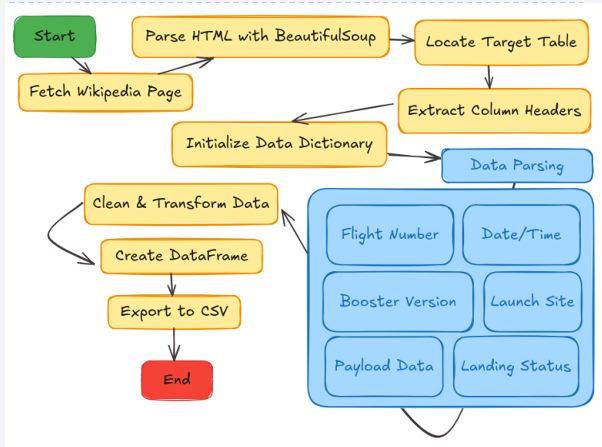 Start
Fetch Wikipedia Page
Parse HTML with BeautifulSoup
Locate Target Table
Extract Column Headers
Initialize Data Dictionary
Data Parsing
Flight Number
Date/Time
Booster Version
Launch Site
Payload Data
Landing Status
Clean & Transform Data
Create DataFrame
Export to CSV
End